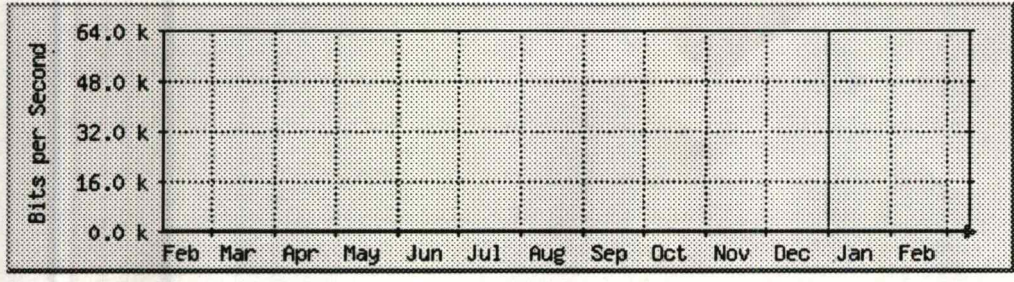 Bits per Second
64.0 k
48.0 k
32.0 k
16.0 k
0.0 k
Feb Mar Apr May Jun Jul Aug Sep Oct Nov Dec Jan Feb